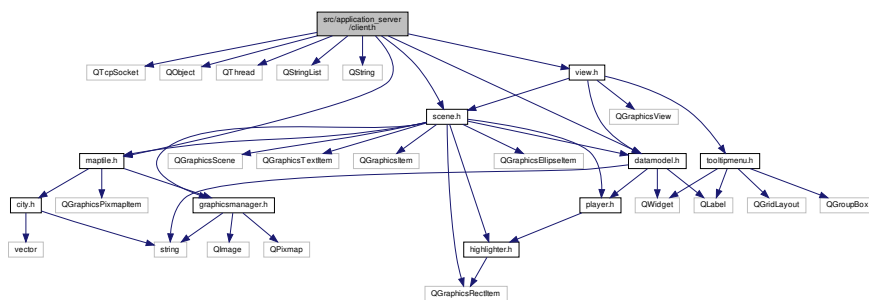 src/application_server
/client.h
QTcpSocket
QObject
QThread
QStringList
QString
view.h
scene.h
QGraphicsView
maptile.h
QGraphicsScene
QGraphicsTextItem
QGraphicsItem
QGraphicsEllipseItem
datamodel.h
tooltipmenu.h
city.h
QGraphicsPixmapItem
graphicsmanager.h
player.h
QWidget
QLabel
QGridLayout
QGroupBox
vector
string
QImage
QPixmap
highlighter.h
QGraphicsRectItem